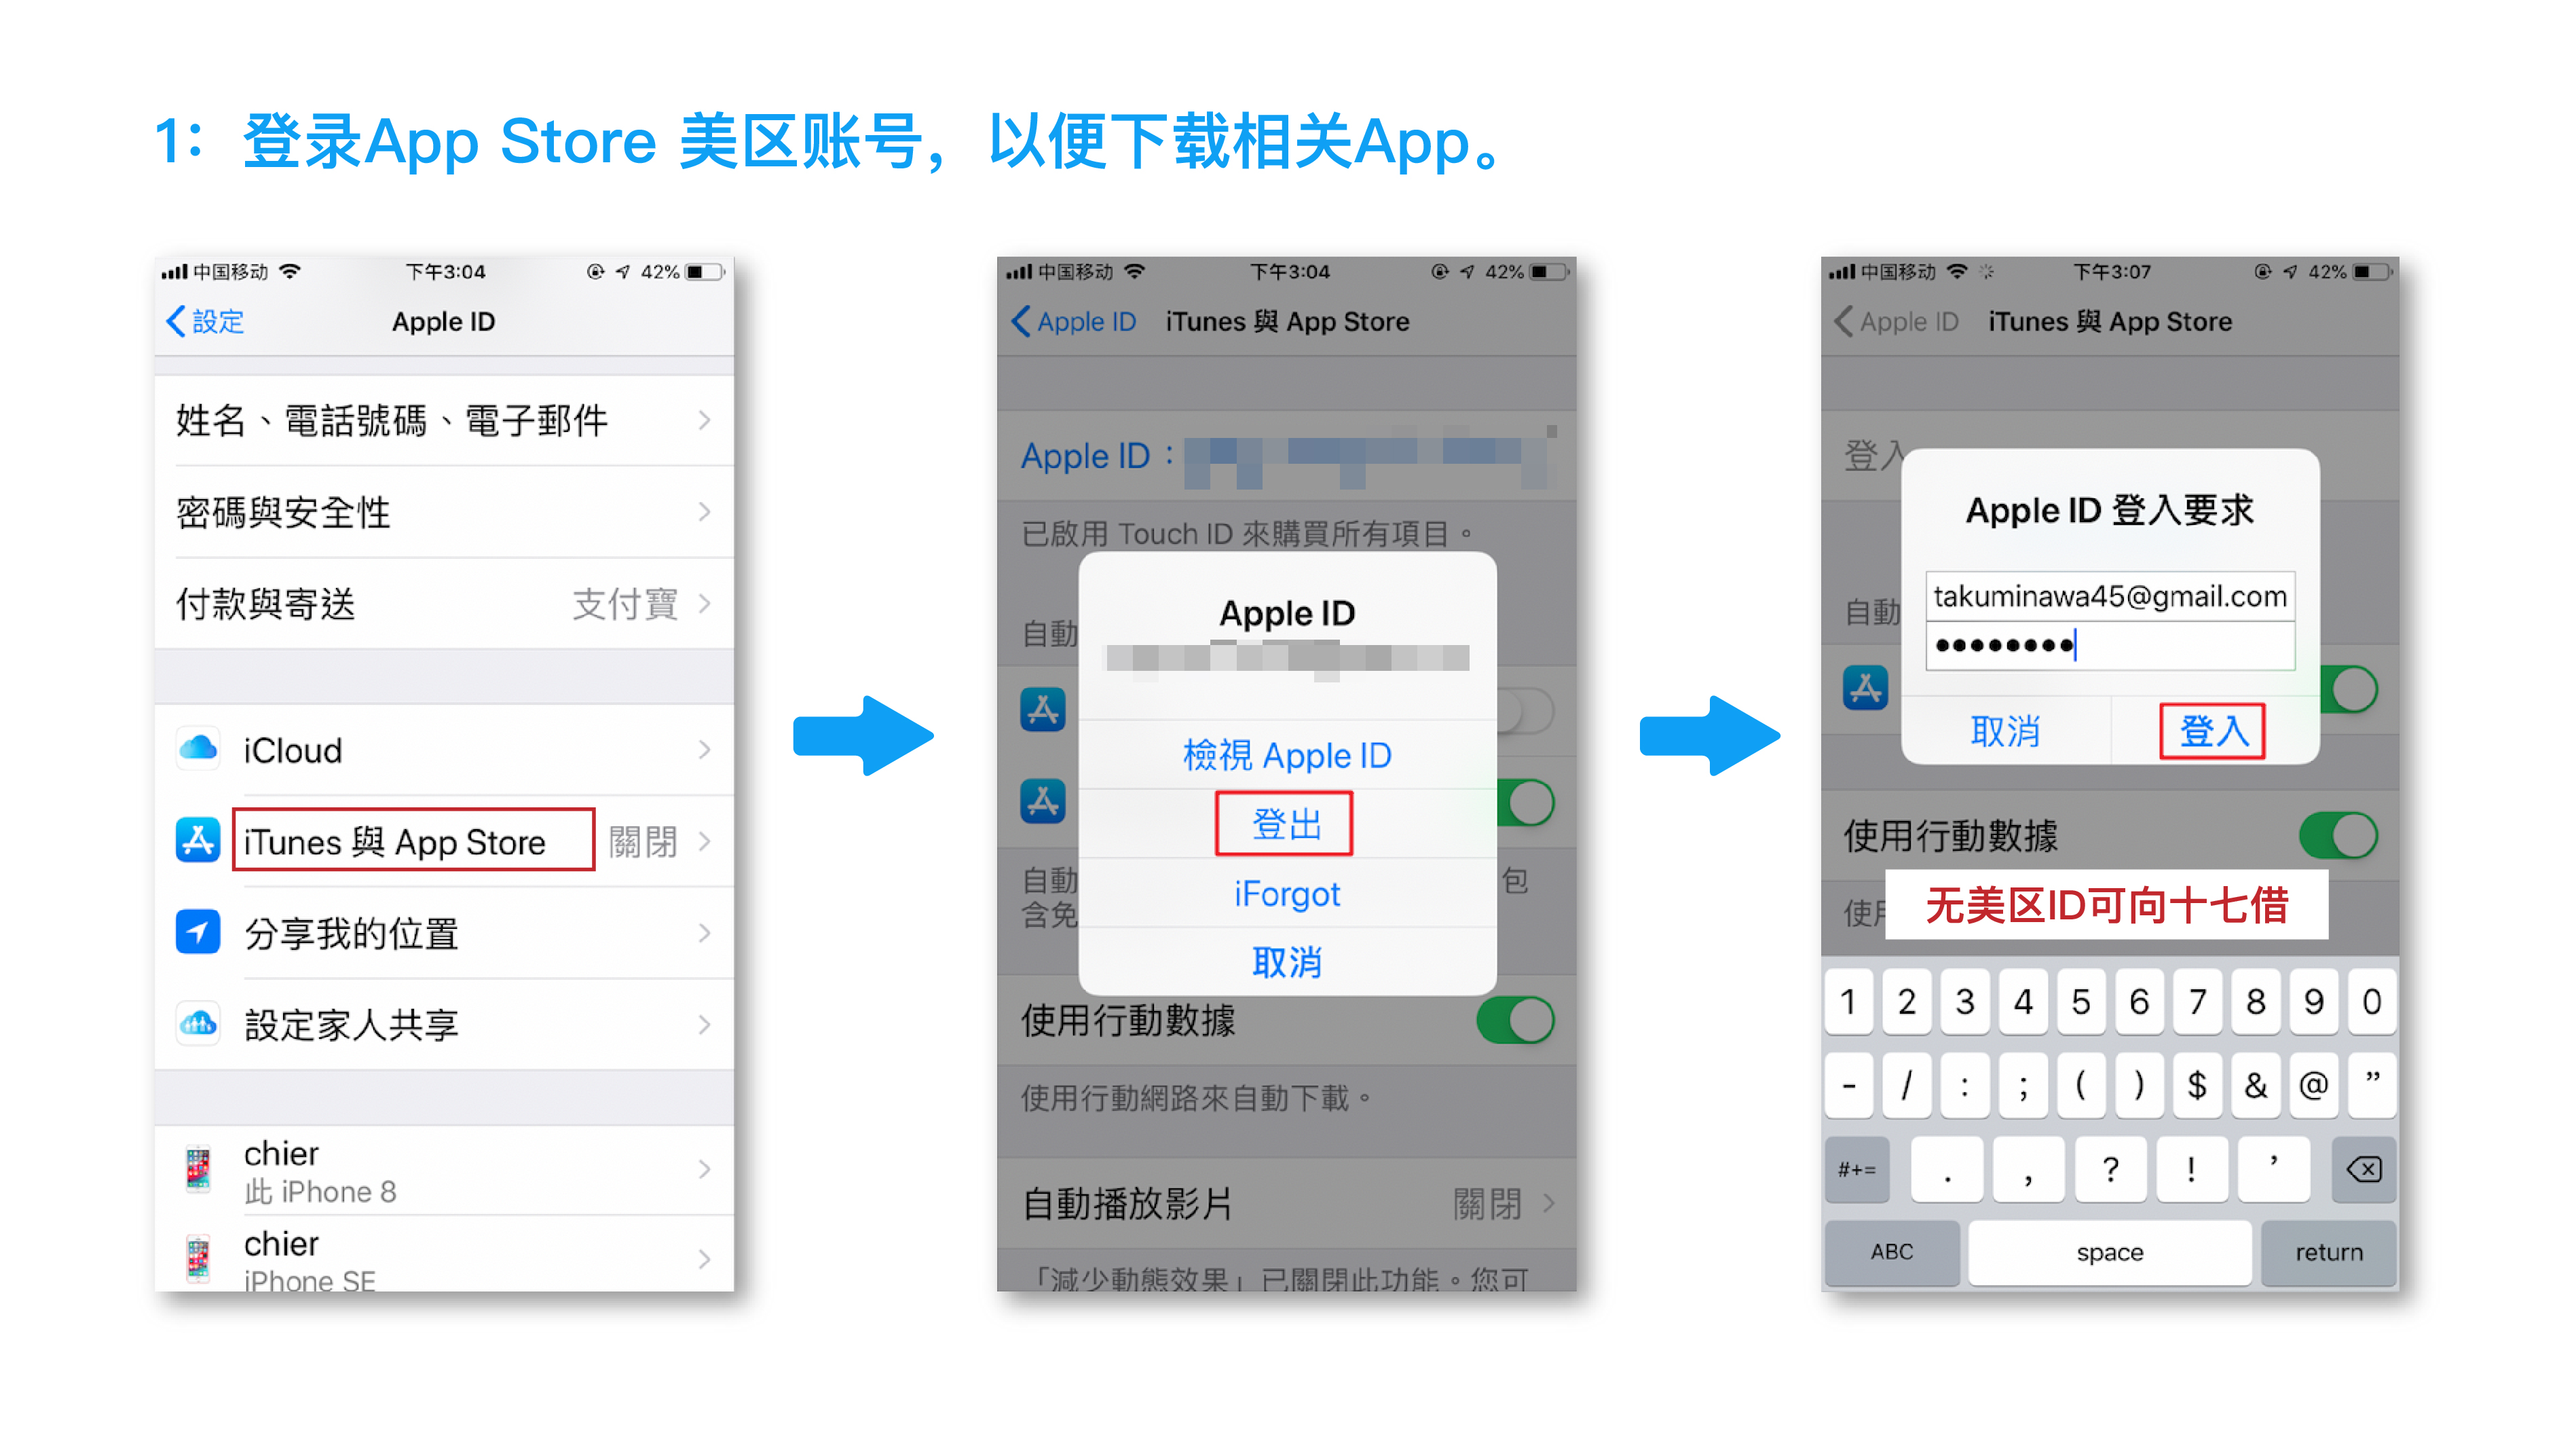 1：登录App Store 美区账号，以便下载相关App。
中国移动 下午3:04 42%
設定 Apple ID
姓名、電話號碼、電子郵件
密碼與安全性
付款與寄送 支付寶
iCloud
iTunes 與 App Store 關閉
分享我的位置
設定家人共享
chier
此 iPhone 8
chier
iPhone SE
中国移动 下午3:04 42%
Apple ID iTunes 與 App Store
Apple ID：
已啟用 Touch ID 來購買所有項目。
自動
Apple ID
檢視 Apple ID
登出
iForgot
取消
自動 包
含免
使用行動數據
使用行動網路來自動下載。
自動播放影片 關閉
「減少動態效果」已關閉此功能。您可
中国移动 下午3:07 42%
Apple ID iTunes 與 App Store
登入
Apple ID 登入要求
takuminawa45@gmail.com
自動
取消 登入
使用行動數據
使用
无美区ID可向十七借
1 2 3 4 5 6 7 8 9 0
- / : ; ( ) $ & @ ”
#+= . , ? ! ’
ABC space return